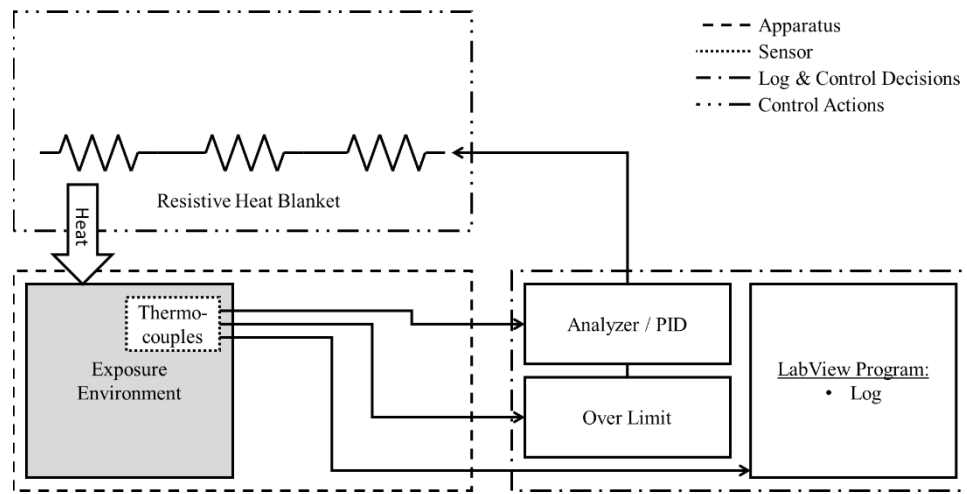 Apparatus
Sensor
Log & Control Decisions
Control Actions
Resistive Heat Blanket
Heat
Thermo-
couples
Exposure
Environment
Analyzer / PID
Over Limit
LabView Program:
• Log